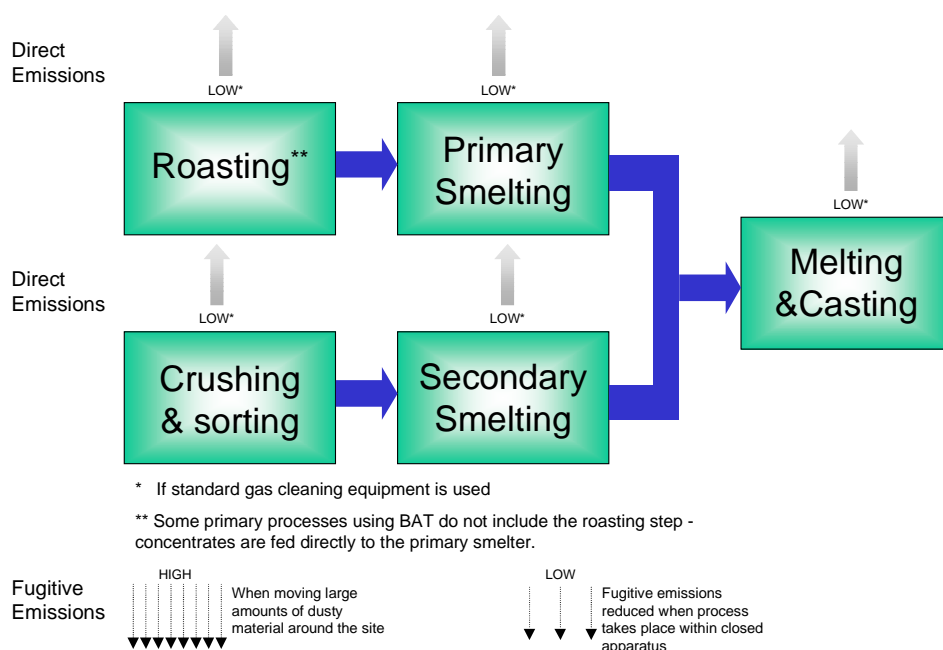 Direct
Emissions
LOW*
LOW*
Roasting**
Primary
Smelting
LOW*
Melting
&Casting
Direct
Emissions
LOW*
LOW*
Crushing
& sorting
Secondary
Smelting
* If standard gas cleaning equipment is used
** Some primary processes using BAT do not include the roasting step -
concentrates are fed directly to the primary smelter.
Fugitive
Emissions
HIGH
When moving large
amounts of dusty
material around the site
LOW
Fugitive emissions
reduced when process
takes place within closed
apparatus